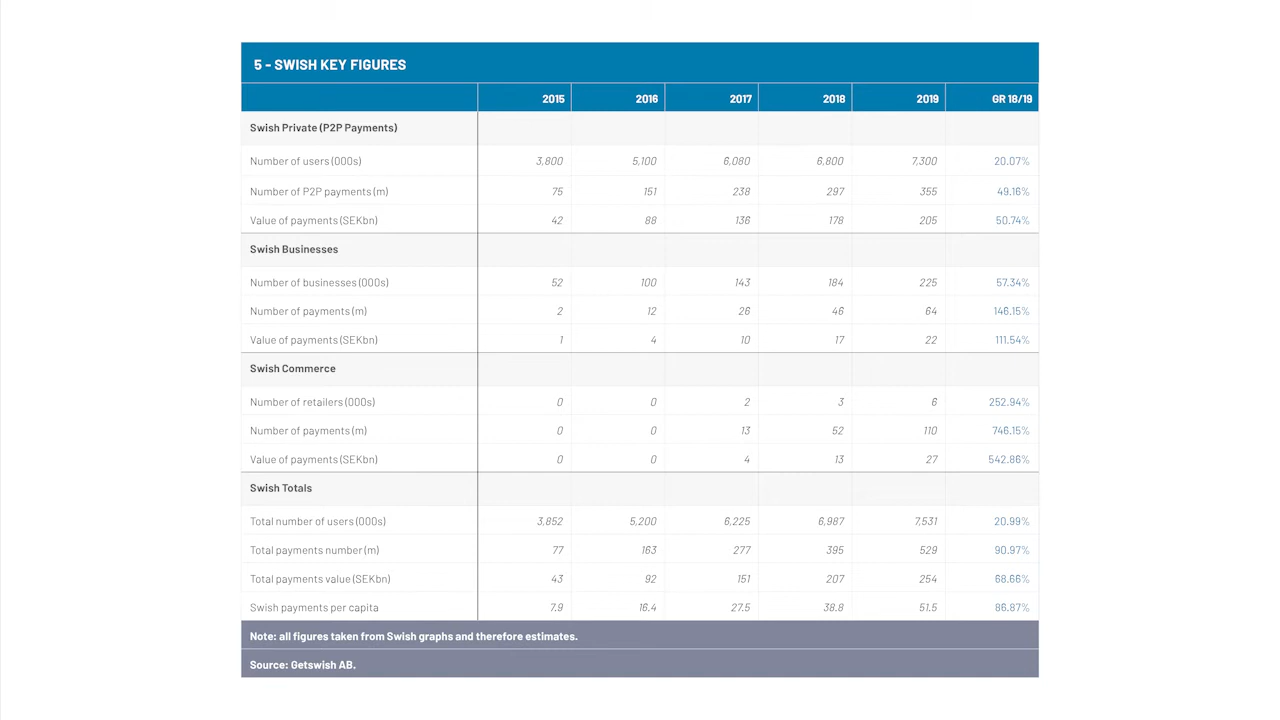 5 - SWISH KEY FIGURES
2015 2016 2017 2018 2019 GR 18/19
Swish Private (P2P Payments)
Number of users (000s) 3,800 5,100 6,080 6,800 7,300 20.07%
Number of P2P payments (m) 75 151 238 297 355 49.16%
Value of payments (SEKbn) 42 88 136 178 205 50.74%
Swish Businesses
Number of businesses (000s) 52 100 143 184 225 57.34%
Number of payments (m) 2 12 26 46 64 146.15%
Value of payments (SEKbn) 1 4 10 17 22 111.54%
Swish Commerce
Number of retailers (000s) 0 0 2 3 6 252.94%
Number of payments (m) 0 0 13 52 110 746.15%
Value of payments (SEKbn) 0 0 4 13 27 542.86%
Swish Totals
Total number of users (000s) 3,852 5,200 6,225 6,987 7,531 20.99%
Total payments number (m) 77 163 277 395 529 90.97%
Total payments value (SEKbn) 43 92 151 207 254 68.66%
Swish payments per capita 7.9 16.4 27.5 38.8 51.5 86.87%
Note: all figures taken from Swish graphs and therefore estimates.
Source: Getswish AB.